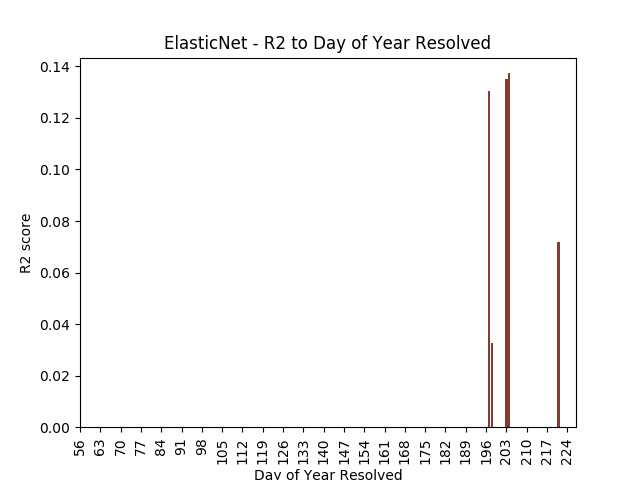 ElasticNet - R2 to Day of Year Resolved
0.14
0.12
0.10
0.08
0.06
0.04
0.02
0.00
R2 score
56 63 70 77 84 91 98 105 112 119 126 133 140 147 154 161 168 175 182 189 196 203 210 217 224
Day of Year Resolved